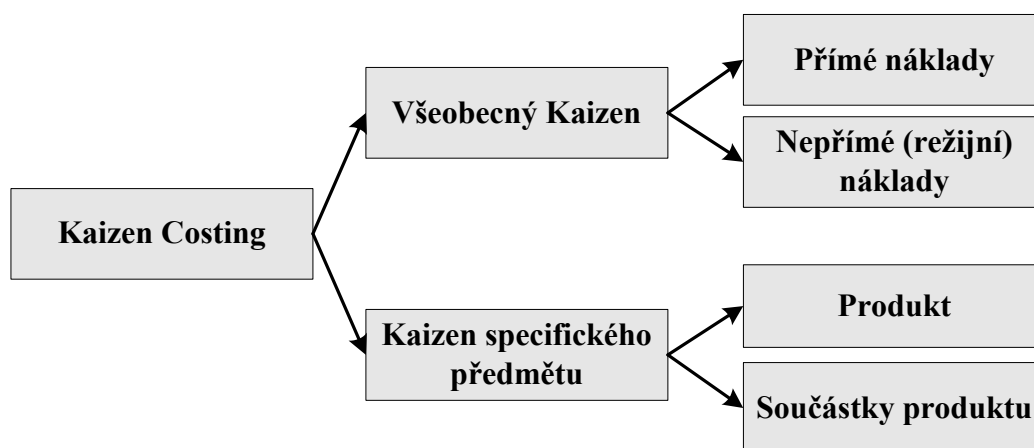 Přímé náklady
Všeobecný Kaizen
Nepřímé (režijní)
náklady
Kaizen Costing
Produkt
Kaizen specifického
předmětu
Součástky produktu